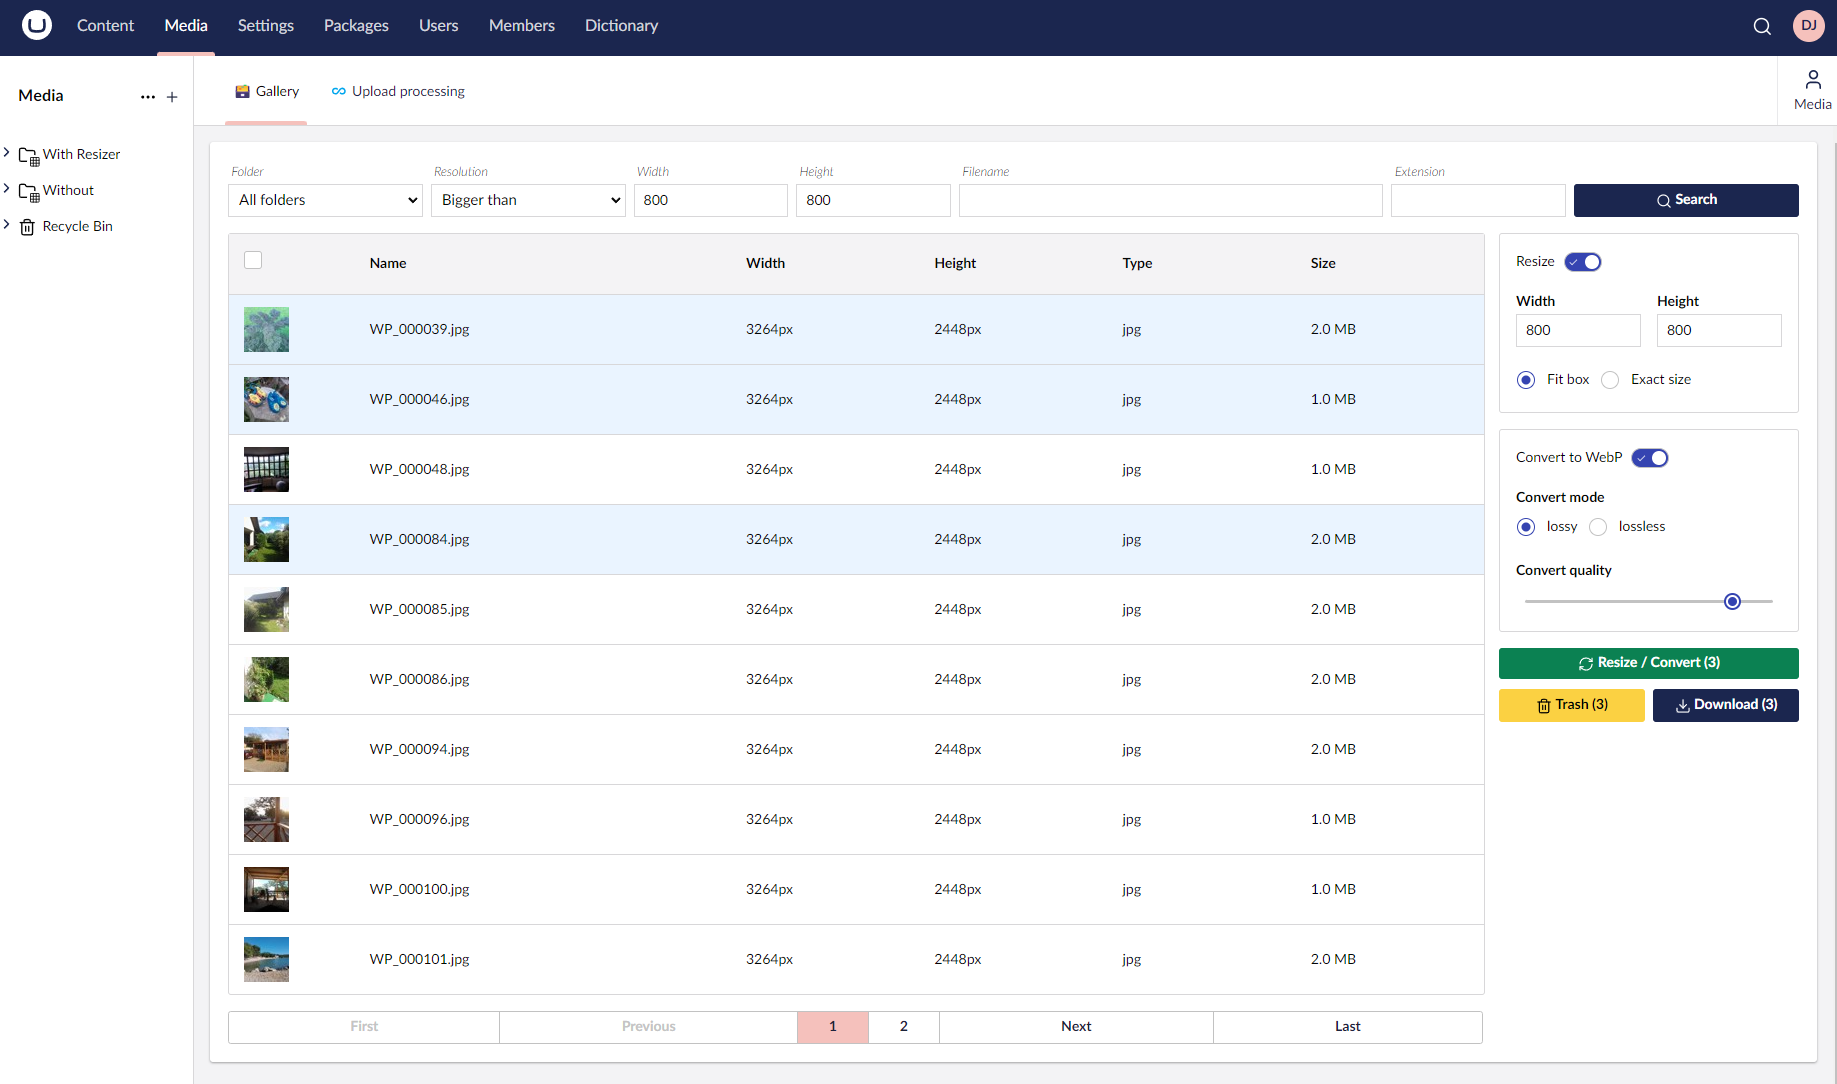 Content Media Settings Packages Users Members Dictionary DJ
Media
Gallery Upload processing
Media
With Resizer
Without
Recycle Bin
Folder Resolution Width Height Filename Extension
All folders Bigger than 800 800 Search
Name Width Height Type Size
WP_000039.jpg 3264px 2448px jpg 2.0 MB
WP_000046.jpg 3264px 2448px jpg 1.0 MB
WP_000048.jpg 3264px 2448px jpg 1.0 MB
WP_000084.jpg 3264px 2448px jpg 2.0 MB
WP_000085.jpg 3264px 2448px jpg 2.0 MB
WP_000086.jpg 3264px 2448px jpg 2.0 MB
WP_000094.jpg 3264px 2448px jpg 2.0 MB
WP_000096.jpg 3264px 2448px jpg 1.0 MB
WP_000100.jpg 3264px 2448px jpg 1.0 MB
WP_000101.jpg 3264px 2448px jpg 2.0 MB
First Previous 1 2 Next Last
Resize
Width Height
800 800
Fit box Exact size
Convert to WebP
Convert mode
lossy lossless
Convert quality
Resize / Convert (3)
Trash (3) Download (3)